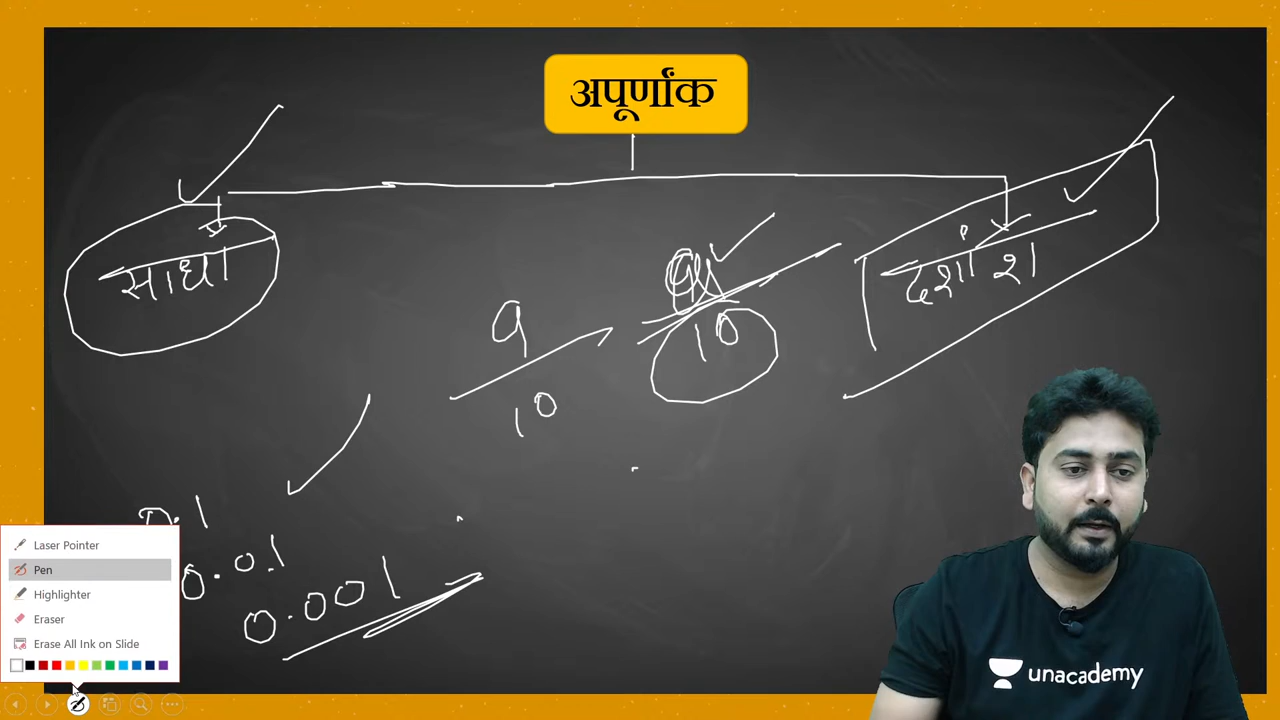 अपूर्णांक
साधा
दशांश
9
10
10
0.1
0.01
0.001
Laser Pointer
Pen
Highlighter
Eraser
Erase All Ink on Slide
unacademy